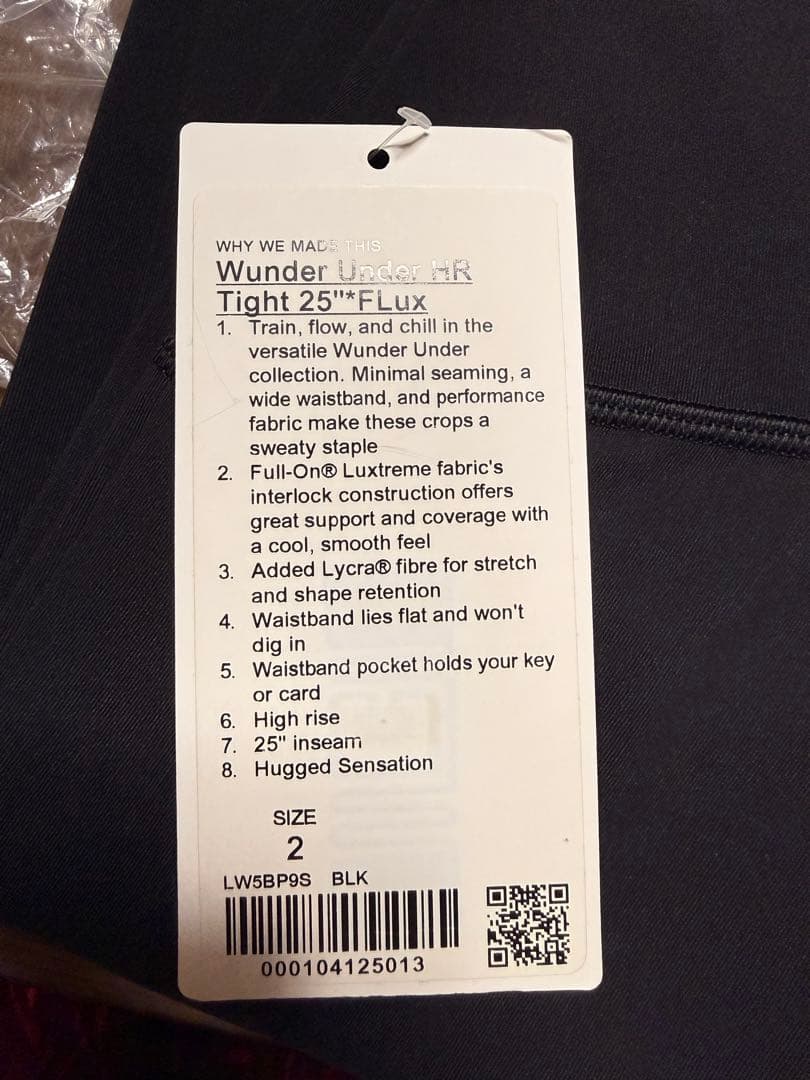 WHY WE MADE THIS
Wunder Under HR
Tight 25"*FLux
1. Train, flow, and chill in the
versatile Wunder Under
collection. Minimal seaming, a
wide waistband, and performance
fabric make these crops a
sweaty staple
2. Full-On® Luxtreme fabric's
interlock construction offers
great support and coverage with
a cool, smooth feel
3. Added Lycra® fibre for stretch
and shape retention
4. Waistband lies flat and won't
dig in
5. Waistband pocket holds your key
or card
6. High rise
7. 25" inseam
8. Hugged Sensation
SIZE
2
LW5BP9S BLK
000104125013